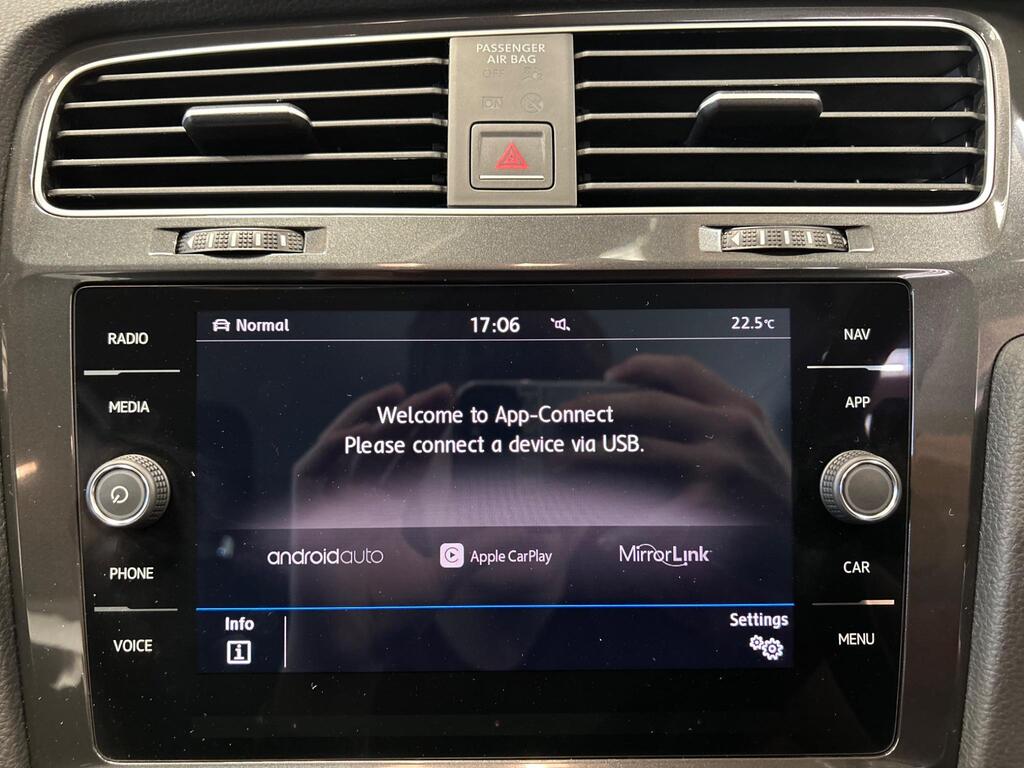 PASSENGER
AIR BAG
OFF
ON
RADIO
MEDIA
PHONE
VOICE
Normal
17:06
22.5°C
Welcome to App-Connect
Please connect a device via USB.
androidauto
Apple CarPlay
MirrorLink
Info
Settings
NAV
APP
CAR
MENU